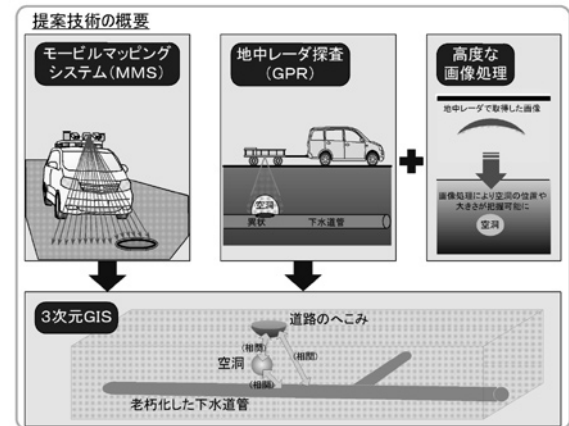 提案技術の概要
モービルマッピング
システム(MMS)
地中レーダ探査
(GPR)
空洞
異状
下水道管
高度な
画像処理
地中レーダで取得した画像
画像処理により空洞の位置や
大きさが把握可能に
空洞
3次元GIS
道路のへこみ
(相関)
(相関)
空洞
(相関)
老朽化した下水道管